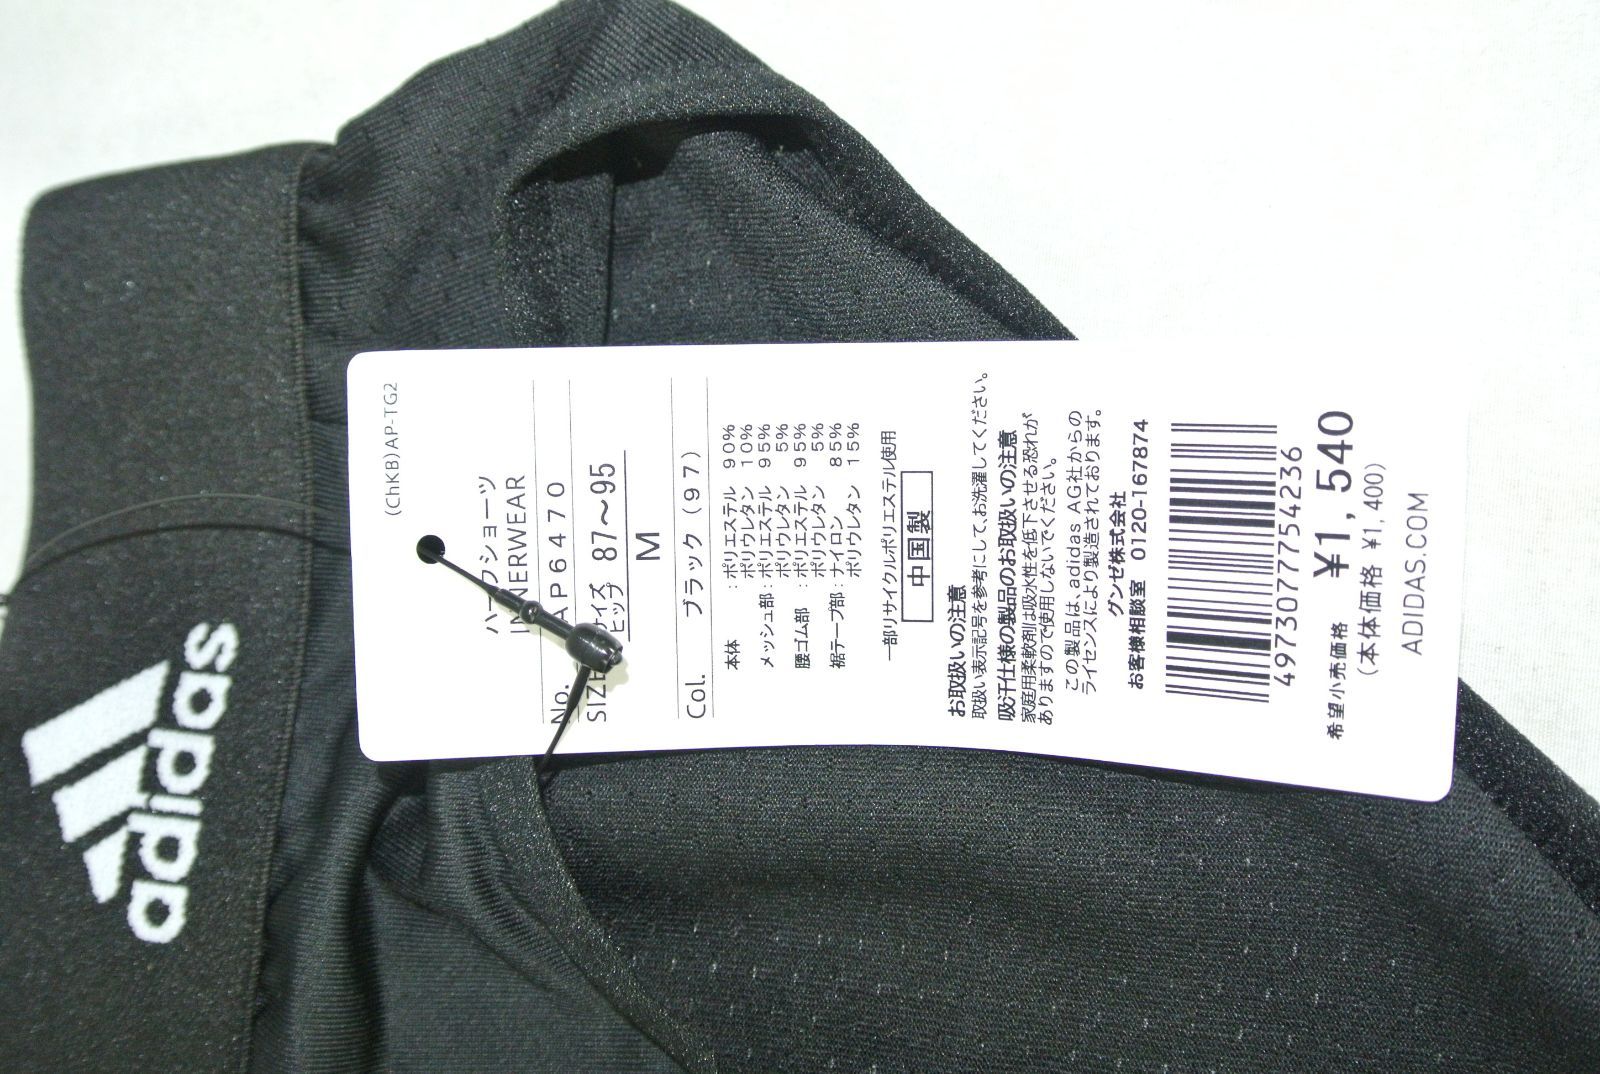 adidas
(ChKB) AP-TG2
ハーフショーツ
INNERWEAR
No. AP6470
SIZE サイズ ヒップ 87〜95
M
Col. ブラック (97)
本体 : ポリエステル 90%
ポリウレタン 10%
メッシュ部 : ポリエステル 95%
ポリウレタン 5%
腰ゴム部 : ポリエステル 95%
ポリウレタン 5%
裾テープ部 : ナイロン 85%
ポリウレタン 15%
一部リサイクルポリエステル使用
中国製
お取扱いの注意
取扱い表示記号を参考にして、お洗濯してください。
吸汗仕様の製品のお取扱いの注意
家庭用柔軟剤は吸水性を低下させる恐れが
ありますので使用しないでください。
この製品は、adidas AG社からの
ライセンスにより製造されております。
グンゼ株式会社
お客様相談室 0120-167874
4973077754236
希望小売価格 ¥1,540
(本体価格 ¥1,400)
ADIDAS.COM